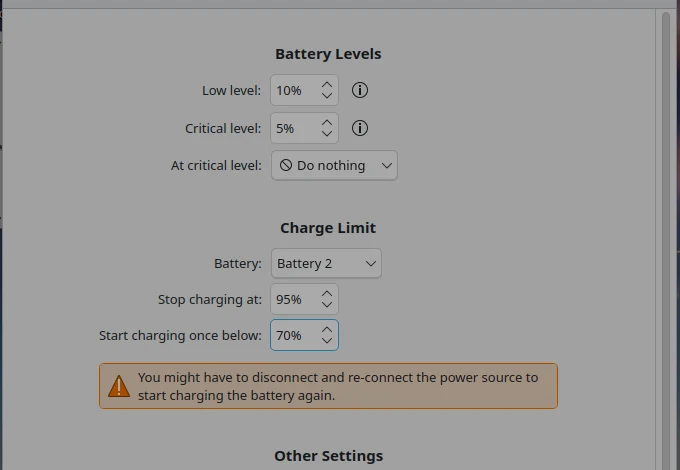 Battery Levels
Low level: 10%
Critical level: 5%
At critical level: Do nothing
Charge Limit
Battery: Battery 2
Stop charging at: 95%
Start charging once below: 70%
You might have to disconnect and re-connect the power source to
start charging the battery again.
Other Settings